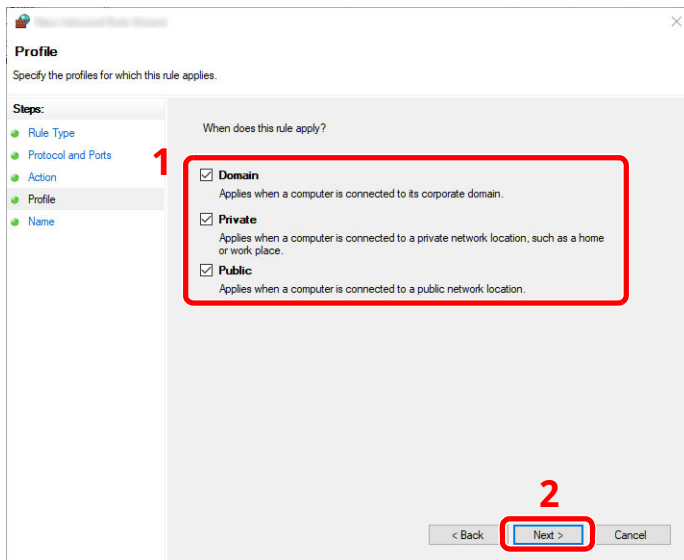 Profile
Specify the profiles for which this rule applies.
Steps:
Rule Type
Protocol and Ports
Action
Profile
Name
When does this rule apply?
1
Domain
Applies when a computer is connected to its corporate domain.
Private
Applies when a computer is connected to a private network location, such as a home
or work place.
Public
Applies when a computer is connected to a public network location.
2
< Back Next > Cancel